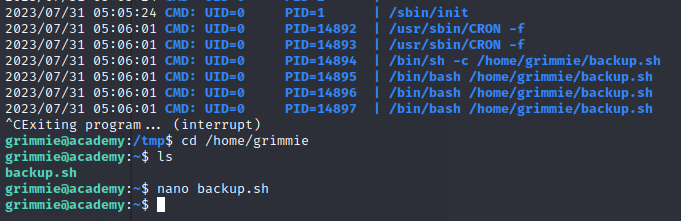 2023/07/31 05:05:24 CMD: UID=0     PID=1      | /sbin/init
2023/07/31 05:06:01 CMD: UID=0     PID=14892  | /usr/sbin/CRON -f
2023/07/31 05:06:01 CMD: UID=0     PID=14893  | /usr/sbin/CRON -f
2023/07/31 05:06:01 CMD: UID=0     PID=14894  | /bin/sh -c /home/grimmie/backup.sh
2023/07/31 05:06:01 CMD: UID=0     PID=14895  | /bin/bash /home/grimmie/backup.sh
2023/07/31 05:06:01 CMD: UID=0     PID=14896  | /bin/bash /home/grimmie/backup.sh
2023/07/31 05:06:01 CMD: UID=0     PID=14897  | /bin/bash /home/grimmie/backup.sh
^CExiting program... (interrupt)
grimmie@academy:/tmp$ cd /home/grimmie
grimmie@academy:~$ ls
backup.sh
grimmie@academy:~$ nano backup.sh
grimmie@academy:~$